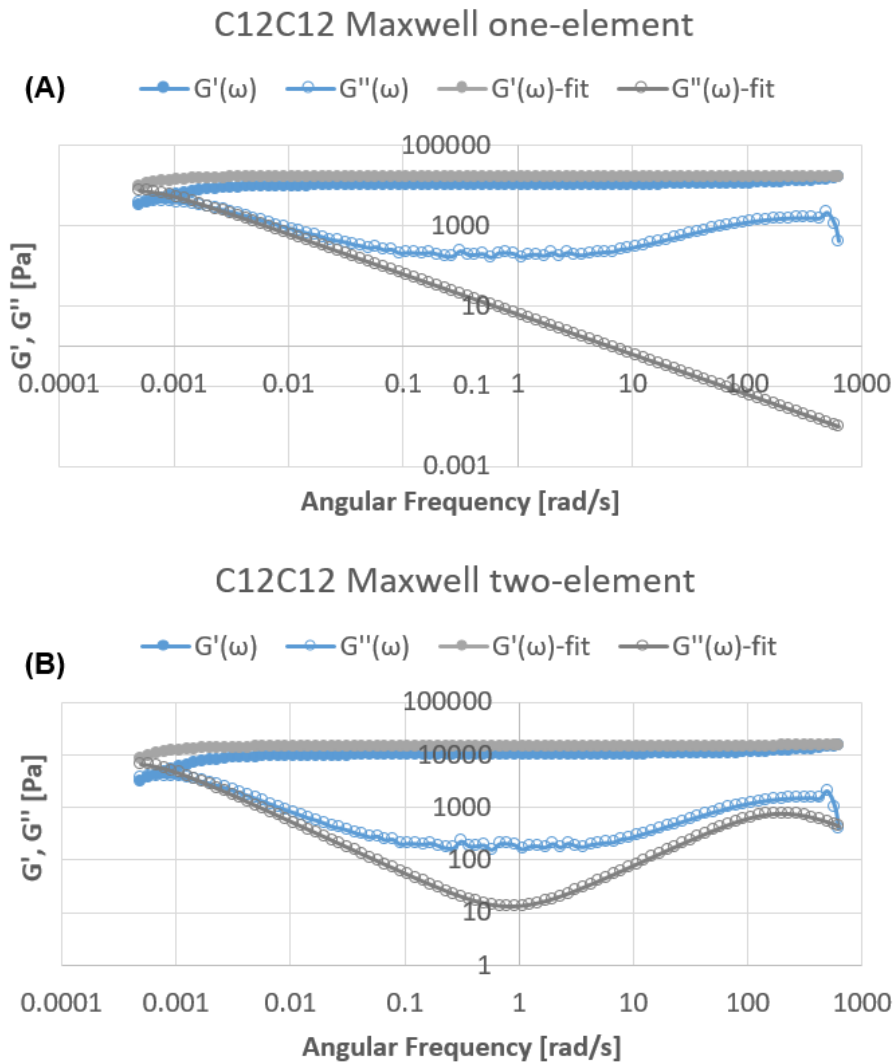 C12C12 Maxwell one-element
(A)
G'(ω) G''(ω) G'(ω)-fit G''(ω)-fit
100000
1000
10
0.1
0.001
G', G'' [Pa]
0.0001 0.001 0.01 0.1 1 10 100 1000
Angular Frequency [rad/s]
C12C12 Maxwell two-element
G'(ω) G''(ω) G'(ω)-fit G''(ω)-fit
(B)
100000
10000
1000
100
10
1
G', G'' [Pa]
0.0001 0.001 0.01 0.1 1 10 100 1000
Angular Frequency [rad/s]